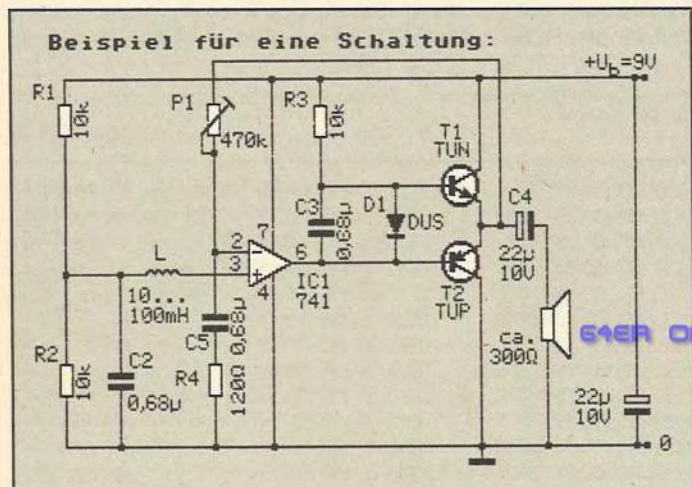 Beispiel für eine Schaltung:
+Ub=9V
R1
10k
P1
470k
R3
10k
T1
TUN
C4
22µ
10V
C3
0,68µ
D1
DUS
L
10...
100mH
2
3
7
4
6
IC1
741
T2
TUP
C5
0,68µ
R2
10k
C2
0,68µ
R4
120Ω
ca.
300Ω
64ER
22µ
10V
0